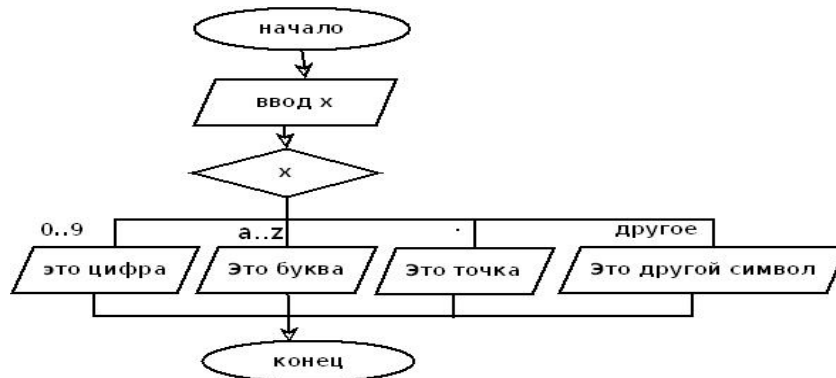 начало
ввод x
x
0..9 a..z . другое
это цифра Это буква Это точка Это другой символ
конец